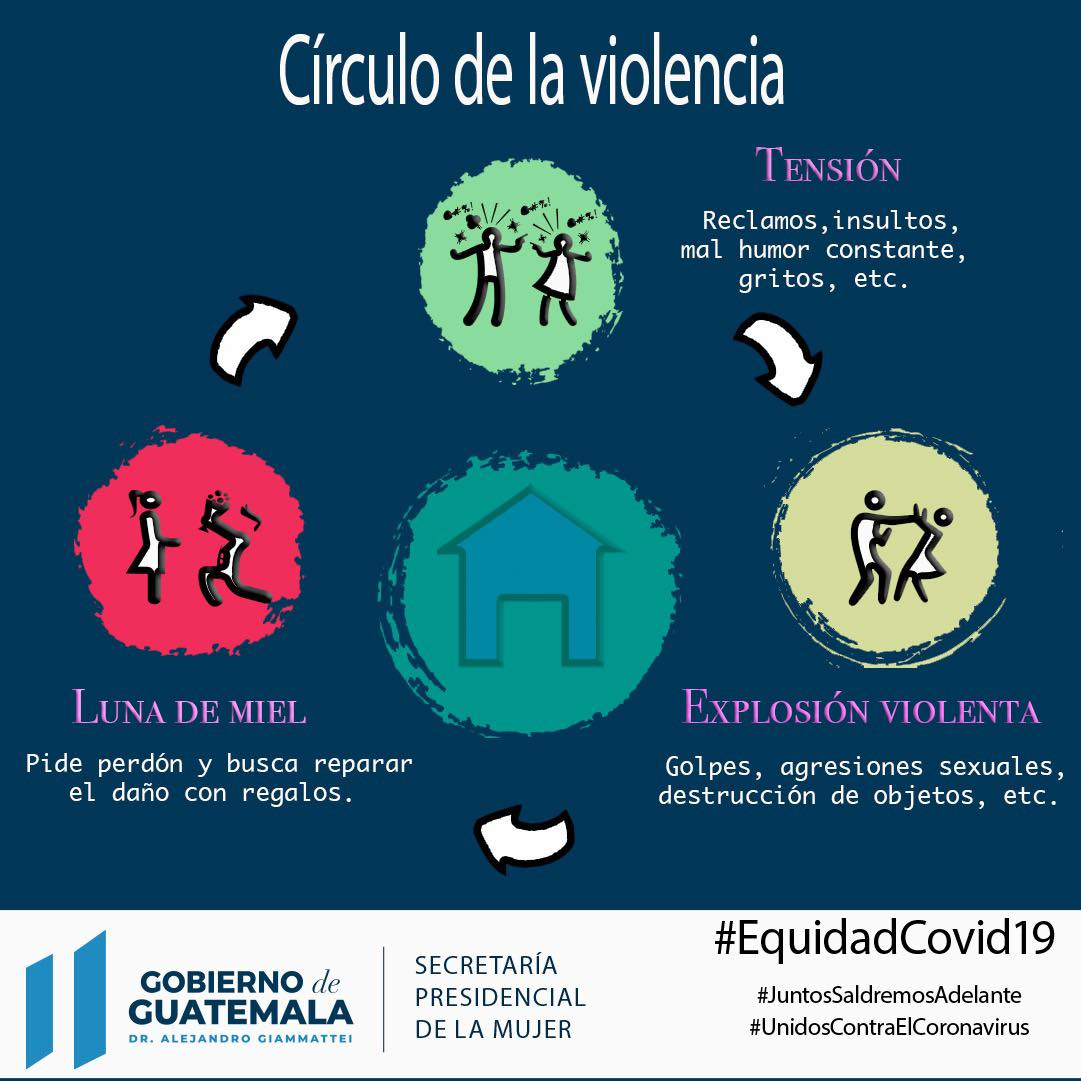 Círculo de la violencia
TENSIÓN
Reclamos,insultos,
mal humor constante,
gritos, etc.
LUNA DE MIEL
Pide perdón y busca reparar
el daño con regalos.
EXPLOSIÓN VIOLENTA
Golpes, agresiones sexuales,
destrucción de objetos, etc.
GOBIERNO de
GUATEMALA
DR. ALEJANDRO GIAMMATTEI
SECRETARÍA
PRESIDENCIAL
DE LA MUJER
#EquidadCovid19
#JuntosSaldremosAdelante
#UnidosContraElCoronavirus